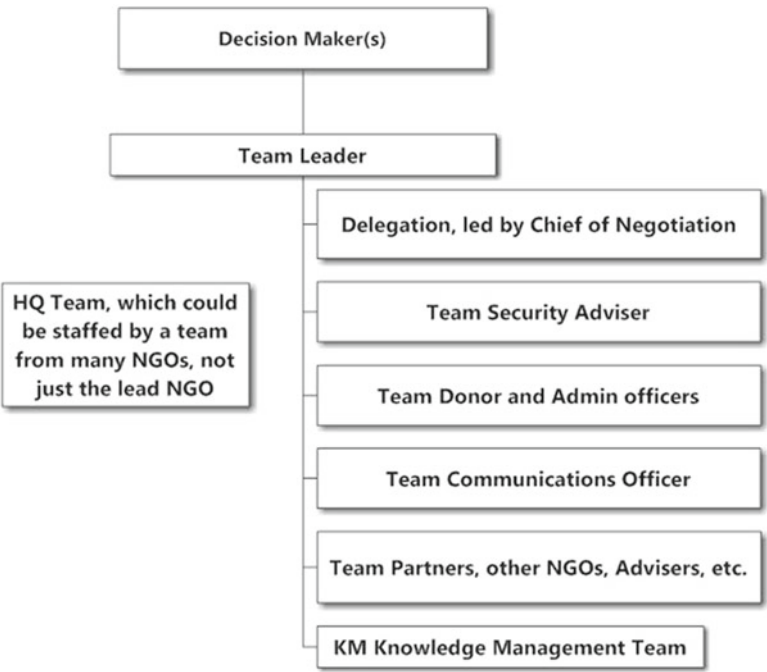 Decision Maker(s)
Team Leader
Delegation, led by Chief of Negotiation
HQ Team, which could
be staffed by a team
from many NGOs, not
just the lead NGO
Team Security Adviser
Team Donor and Admin officers
Team Communications Officer
Team Partners, other NGOs, Advisers, etc.
KM Knowledge Management Team